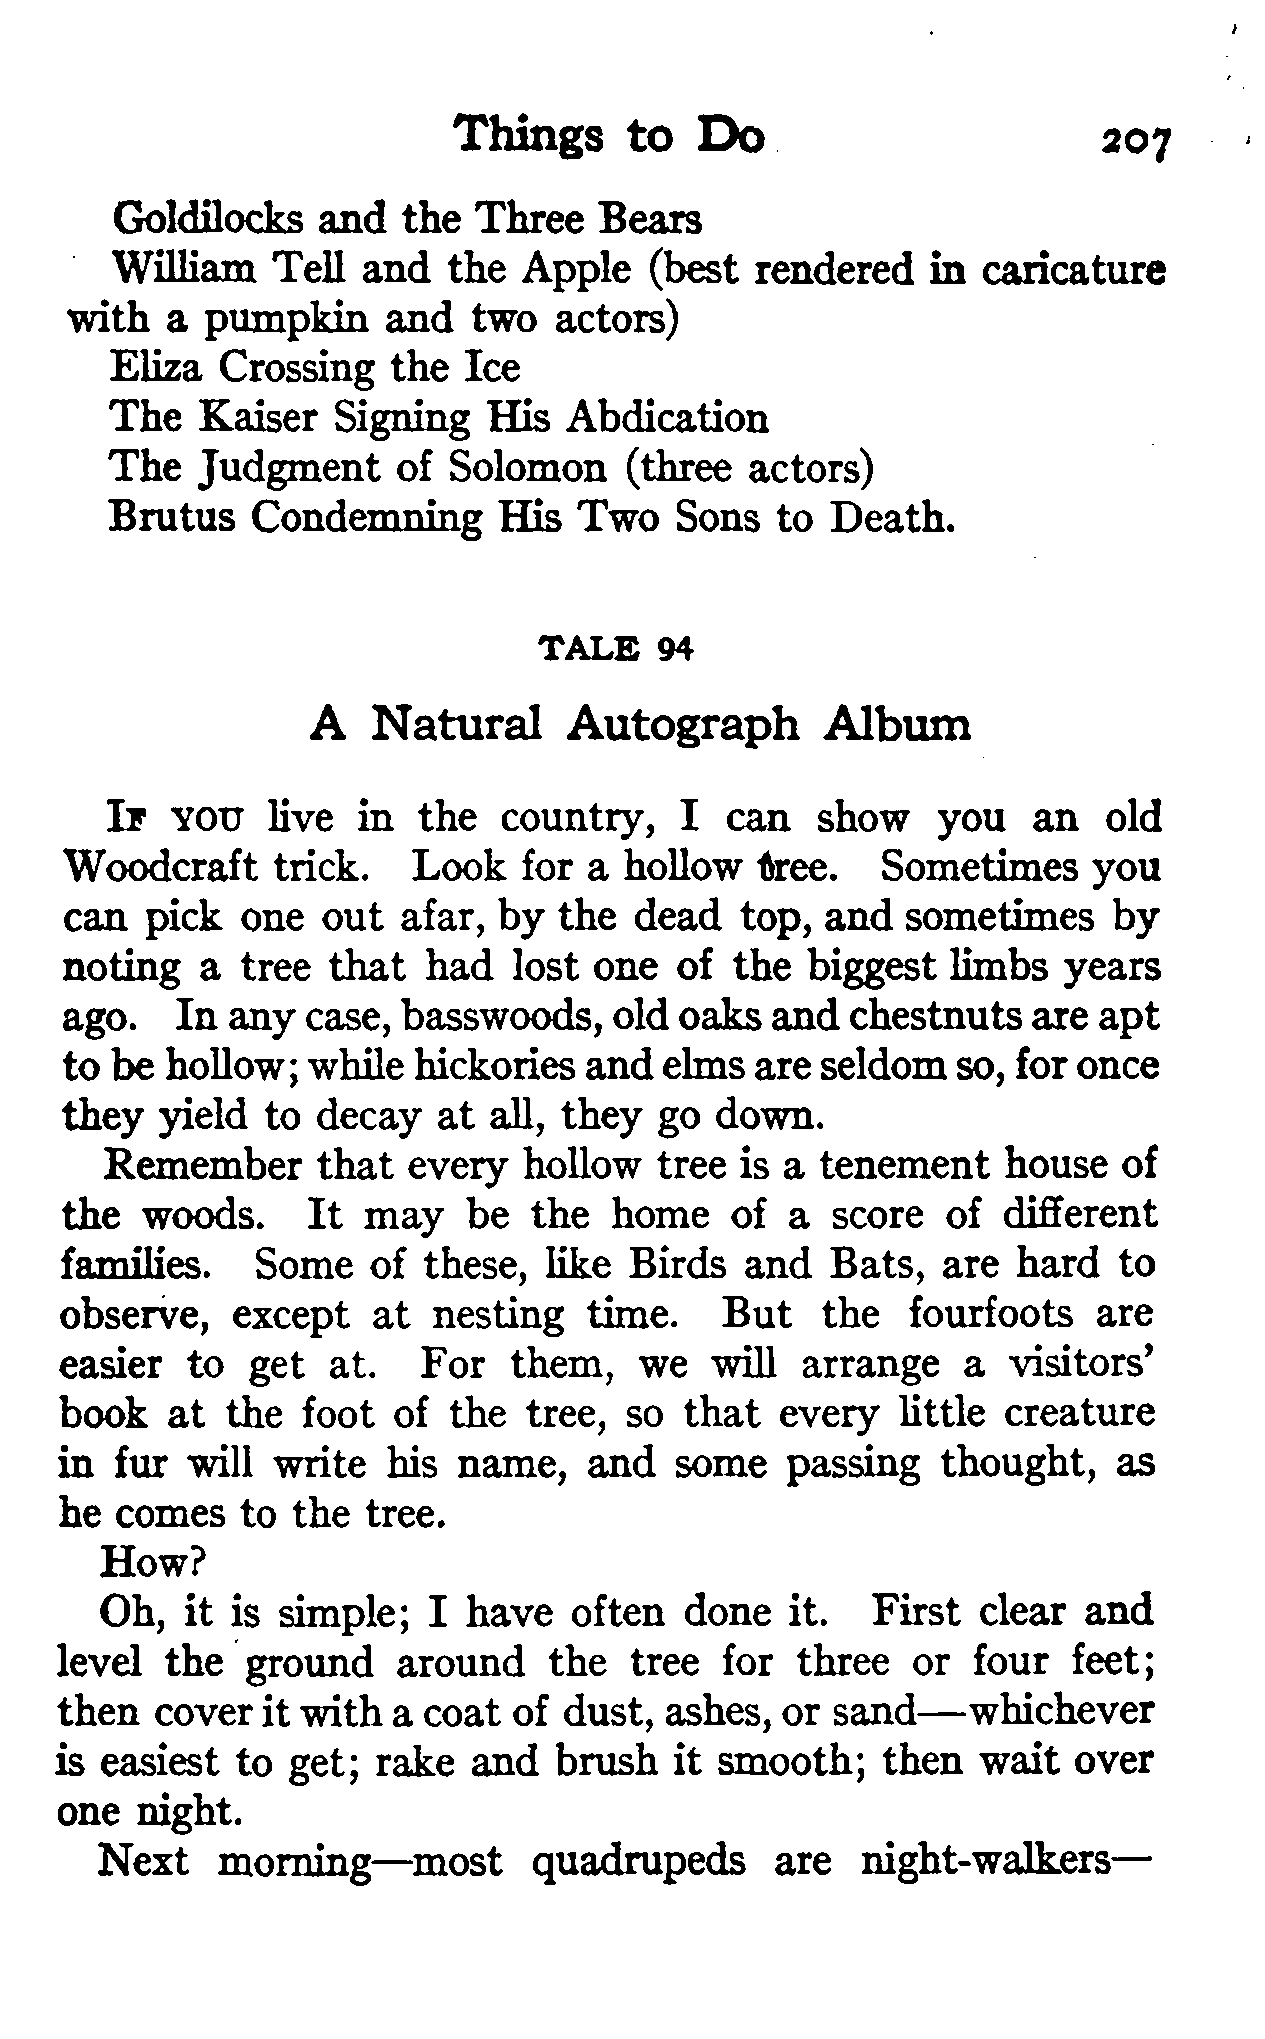 Things to Do 207
Goldilocks and the Three Bears
William Tell and the Apple (best rendered in caricature
with a pumpkin and two actors)
Eliza Crossing the Ice
The Kaiser Signing His Abdication
The Judgment of Solomon (three actors)
Brutus Condemning His Two Sons to Death.
TALE 94
A Natural Autograph Album
IF YOU live in the country, I can show you an old
Woodcraft trick. Look for a hollow tree. Sometimes you
can pick one out afar, by the dead top, and sometimes by
noting a tree that had lost one of the biggest limbs years
ago. In any case, basswoods, old oaks and chestnuts are apt
to be hollow; while hickories and elms are seldom so, for once
they yield to decay at all, they go down.
Remember that every hollow tree is a tenement house of
the woods. It may be the home of a score of different
families. Some of these, like Birds and Bats, are hard to
observe, except at nesting time. But the fourfoots are
easier to get at. For them, we will arrange a visitors'
book at the foot of the tree, so that every little creature
in fur will write his name, and some passing thought, as
he comes to the tree.
How?
Oh, it is simple; I have often done it. First clear and
level the ground around the tree for three or four feet;
then cover it with a coat of dust, ashes, or sand—whichever
is easiest to get; rake and brush it smooth; then wait over
one night.
Next morning—most quadrupeds are night-walkers—